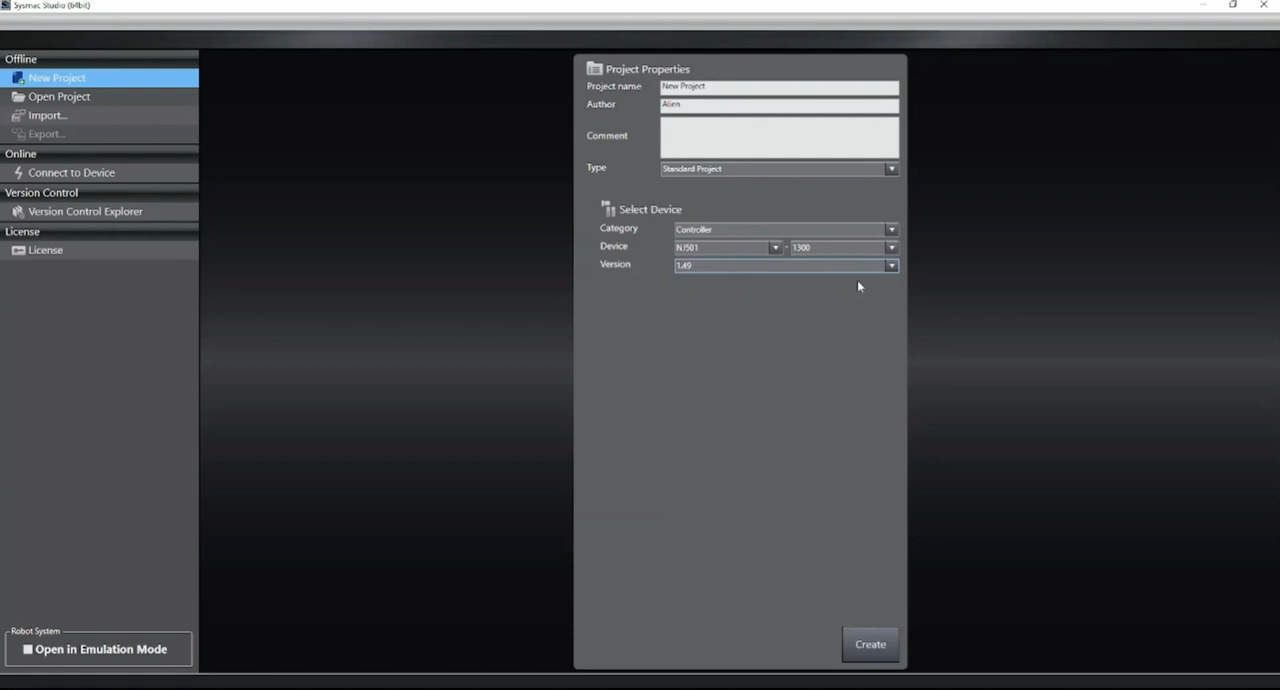 Sysmac Studio (64bit)
Offline
New Project
Open Project
Import...
Export...
Online
Connect to Device
Version Control
Version Control Explorer
License
License
Robot System
Open in Emulation Mode
Project Properties
Project name New Project
Author Alien
Comment
Type Standard Project
Select Device
Category Controller
Device NJ501 - 1300
Version 1.49
Create